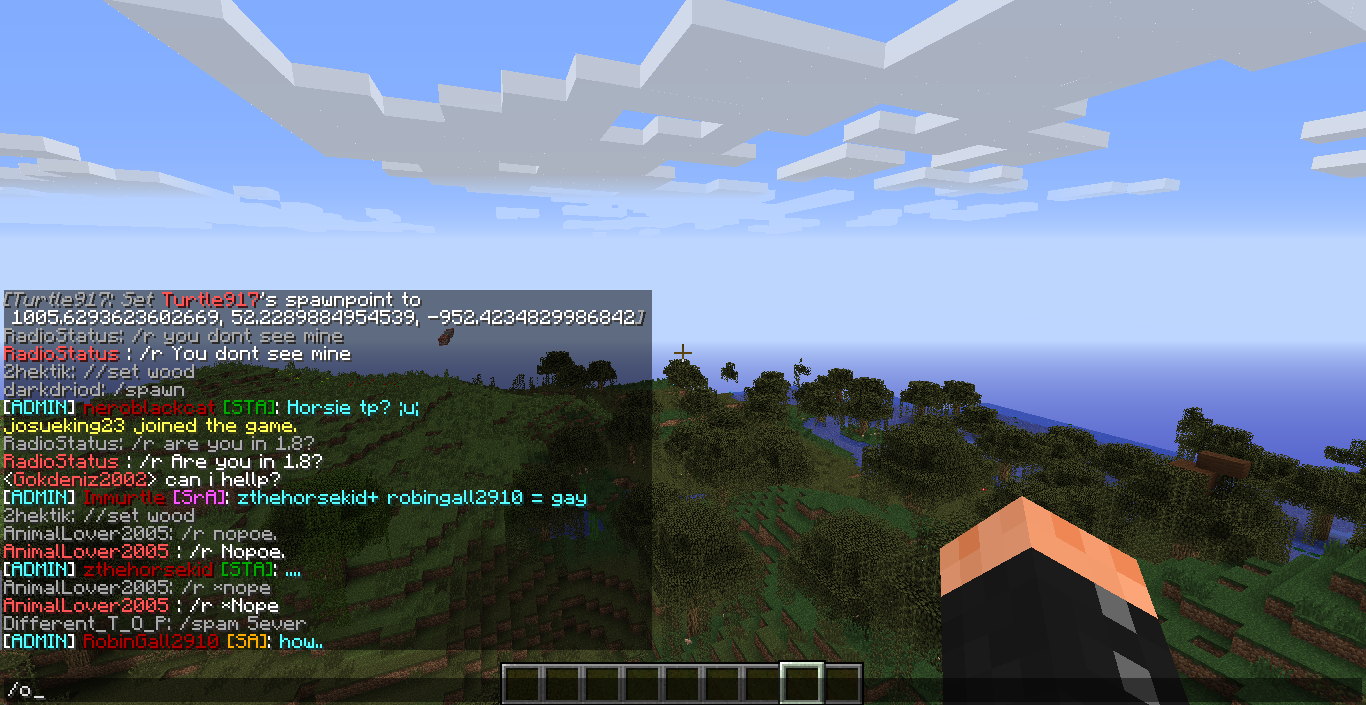 [Turtle917: Set Turtle917's spawnpoint to
1005.6293623602669, 52.2289884954539, -952.4234829986842]
RadioStatus: /r you dont see mine
RadioStatus : /r You dont see mine
2hektik: //set wood
darkdriod: /spawn
[ADMIN] neroblackcat [STA]: Horsie tp? ;u;
josueking23 joined the game.
RadioStatus: /r are you in 1.8?
RadioStatus : /r Are you in 1.8?
<Gokdeniz2002> can i hellp?
[ADMIN] Immurtle [SrA]: zthehorsekid+ robingall2910 = gay
2hektik: //set wood
AnimalLover2005: /r nopoe.
AnimalLover2005 : /r Nopoe.
[ADMIN] zthehorsekid [STA]: ....
AnimalLover2005: /r *nope
AnimalLover2005 : /r *Nope
Different_T_O_P: /spam 5ever
[ADMIN] RobinGall2910 [SA]: how..
/o_